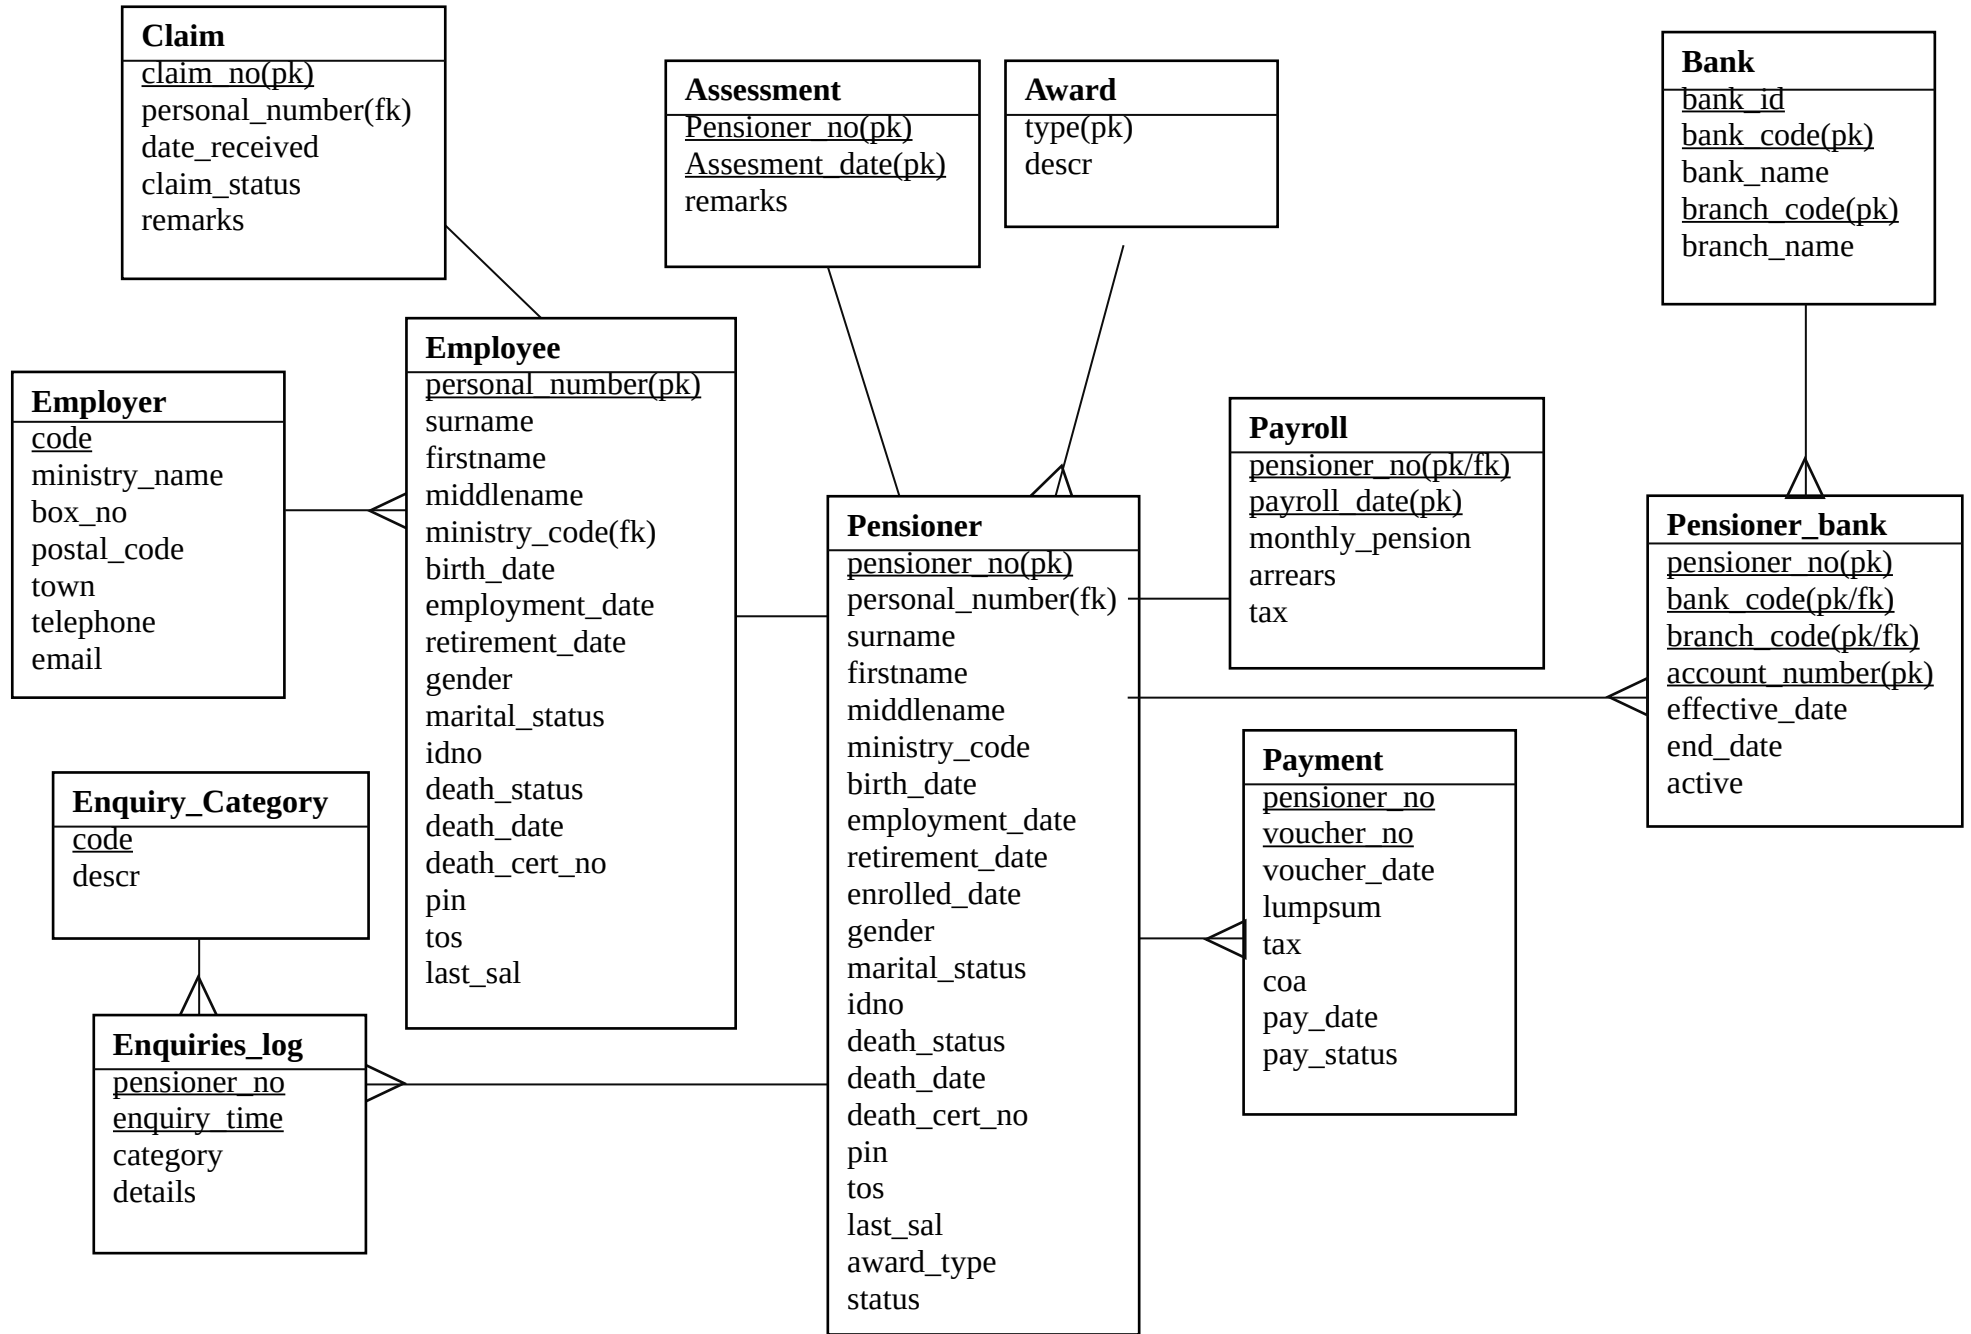 Claim
claim_no(pk)
personal_number(fk)
date_received
claim_status
remarks
Assessment
Pensioner_no(pk)
Assesment_date(pk)
remarks
Award
type(pk)
descr
Bank
bank_id
bank_code(pk)
bank_name
branch_code(pk)
branch_name
Employer
code
ministry_name
box_no
postal_code
town
telephone
email
Employee
personal_number(pk)
surname
firstname
middlename
ministry_code(fk)
birth_date
employment_date
retirement_date
gender
marital_status
idno
death_status
death_date
death_cert_no
pin
tos
last_sal
Pensioner
pensioner_no(pk)
personal_number(fk)
surname
firstname
middlename
ministry_code
birth_date
employment_date
retirement_date
enrolled_date
gender
marital_status
idno
death_status
death_date
death_cert_no
pin
tos
last_sal
award_type
status
Payroll
pensioner_no(pk/fk)
payroll_date(pk)
monthly_pension
arrears
tax
Pensioner_bank
pensioner_no(pk)
bank_code(pk/fk)
branch_code(pk/fk)
account_number(pk)
effective_date
end_date
active
Payment
pensioner_no
voucher_no
voucher_date
lumpsum
tax
coa
pay_date
pay_status
Enquiry_Category
code
descr
Enquiries_log
pensioner_no
enquiry_time
category
details